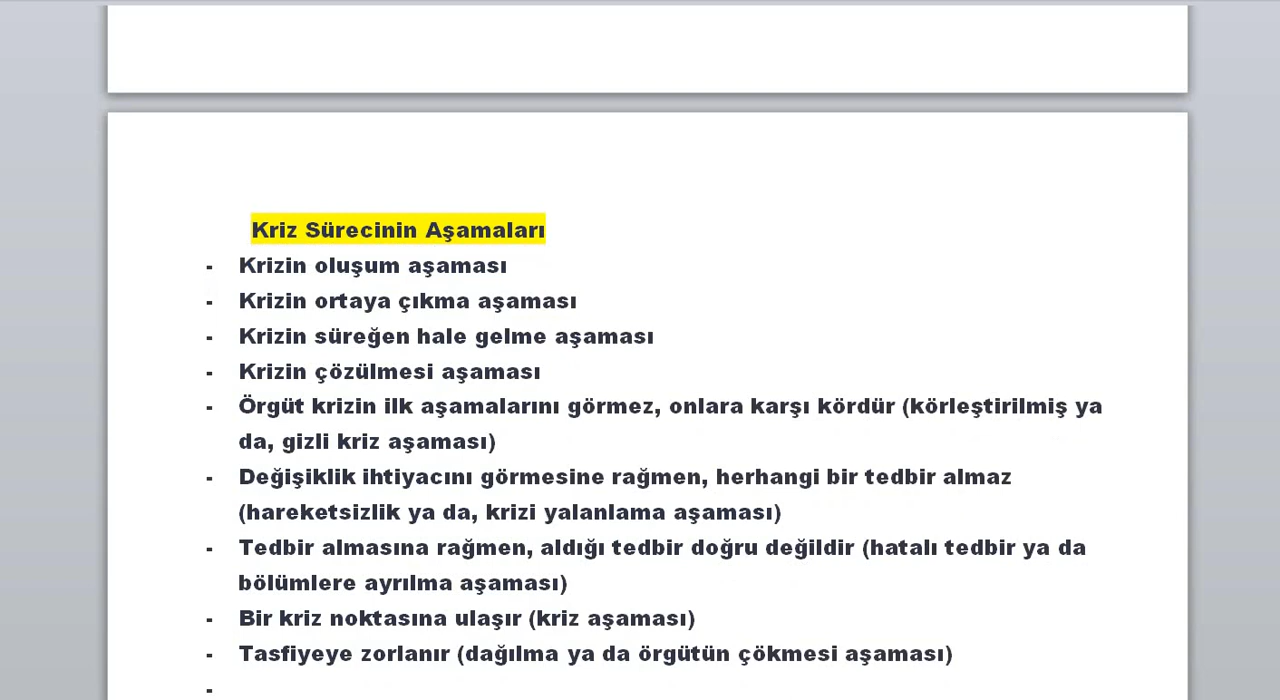 Kriz Sürecinin Aşamaları
- Krizin oluşum aşaması
- Krizin ortaya çıkma aşaması
- Krizin süreğen hale gelme aşaması
- Krizin çözülmesi aşaması
- Örgüt krizin ilk aşamalarını görmez, onlara karşı kördür (körleştirilmiş ya
da, gizli kriz aşaması)
- Değişiklik ihtiyacını görmesine rağmen, herhangi bir tedbir almaz
(hareketsizlik ya da, krizi yalanlama aşaması)
- Tedbir almasına rağmen, aldığı tedbir doğru değildir (hatalı tedbir ya da
bölümlere ayrılma aşaması)
- Bir kriz noktasına ulaşır (kriz aşaması)
- Tasfiyeye zorlanır (dağılma ya da örgütün çökmesi aşaması)
-